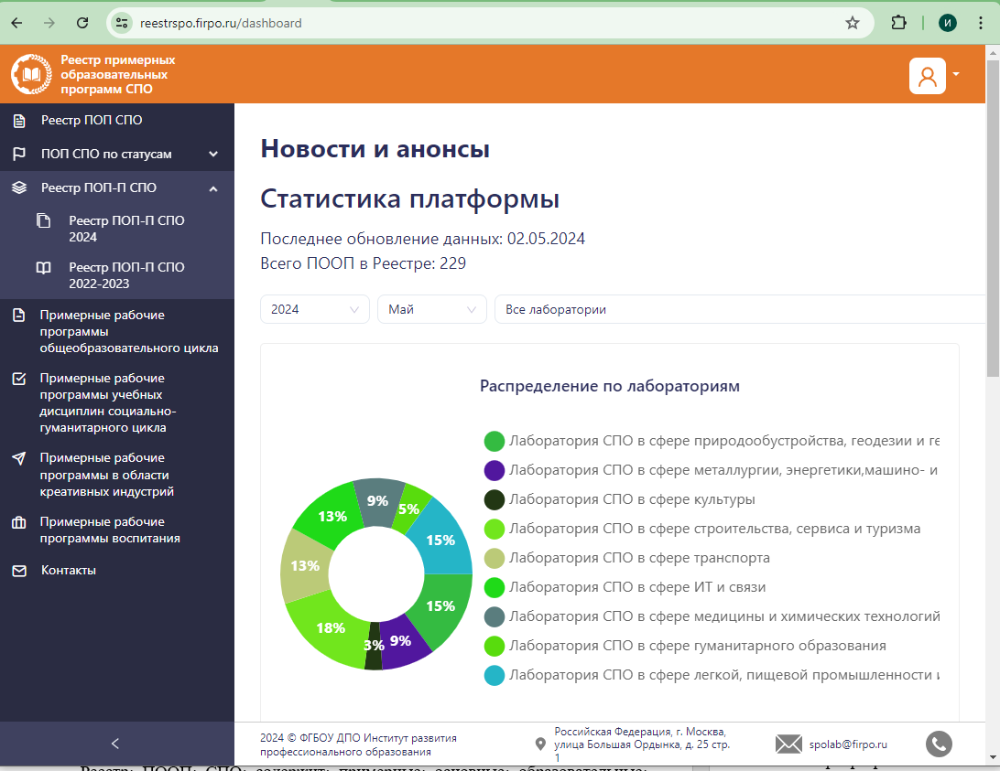 reestrspo.firpo.ru/dashboard
И
Реестр примерных
образовательных
программ СПО
Реестр ПОП СПО
ПОП СПО по статусам
Реестр ПОП-П СПО
Реестр ПОП-П СПО
2024
Реестр ПОП-П СПО
2022-2023
Примерные рабочие
программы
общеобразовательного цикла
Примерные рабочие
программы учебных
дисциплин социально-
гуманитарного цикла
Примерные рабочие
программы в области
креативных индустрий
Примерные рабочие
программы воспитания
Контакты
Новости и анонсы
Статистика платформы
Последнее обновление данных: 02.05.2024
Всего ПООП в Реестре: 229
2024
Май
Все лаборатории
Распределение по лабораториям
9%
5%
13%
15%
13%
15%
18%
3%
9%
Лаборатория СПО в сфере природообустройства, геодезии и ге
Лаборатория СПО в сфере металлургии, энергетики,машино- и
Лаборатория СПО в сфере культуры
Лаборатория СПО в сфере строительства, сервиса и туризма
Лаборатория СПО в сфере транспорта
Лаборатория СПО в сфере ИТ и связи
Лаборатория СПО в сфере медицины и химических технологий
Лаборатория СПО в сфере гуманитарного образования
Лаборатория СПО в сфере легкой, пищевой промышленности
2024 © ФГБОУ ДПО Институт развития
профессионального образования
Российская Федерация, г. Москва,
улица Большая Ордынка, д. 25 стр.
1
spolab@firpo.ru
Реестр ПООП СПО содержит примерные основные образовательные